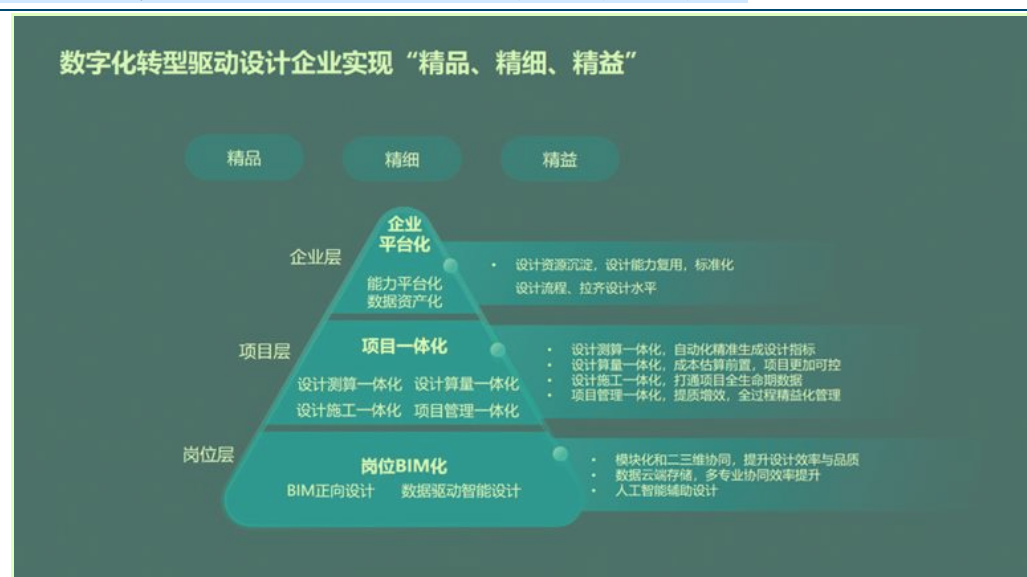 数字化转型驱动设计企业实现“精品、精细、精益”
精品
精细
精益
企业层
企业
平台化
能力平台化
数据资产化
• 设计资源沉淀，设计能力复用，标准化
设计流程、拉齐设计水平
项目层
项目一体化
设计测算一体化 设计算量一体化
设计施工一体化 项目管理一体化
• 设计测算一体化，自动化精准生成设计指标
• 设计算量一体化，成本估算前置，项目更加可控
• 设计施工一体化，打通项目全生命期数据
• 项目管理一体化，提质增效，全过程精益化管理
岗位层
岗位BIM化
BIM正向设计 数据驱动智能设计
• 模块化和二三维协同，提升设计效率与品质
• 数据云端存储，多专业协同效率提升
• 人工智能辅助设计